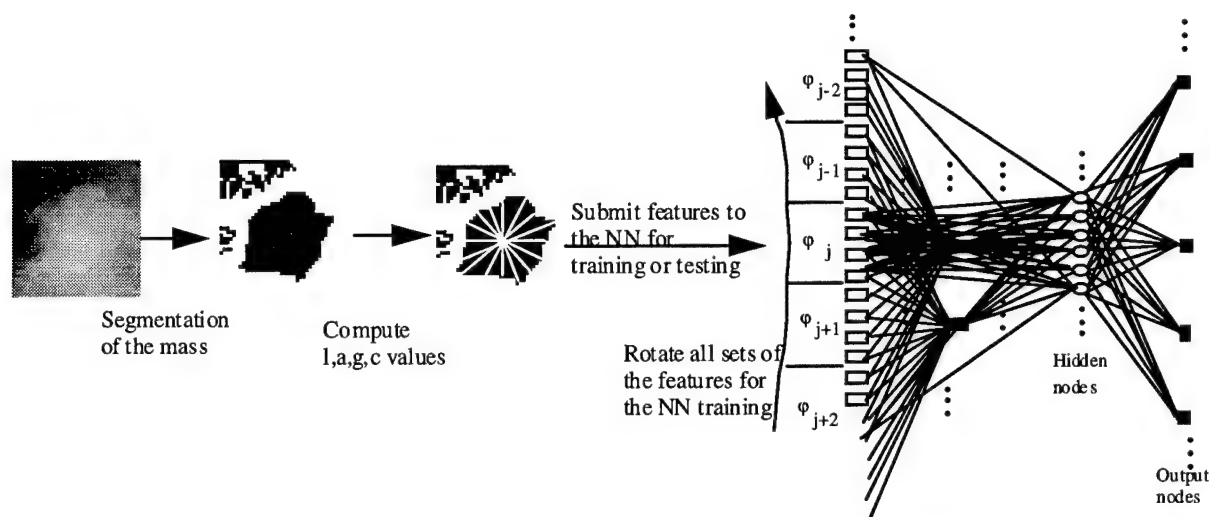 Segmentation
of the mass
Compute
l,a,g,c values
Submit features to
the NN for
training or testing
Rotate all sets of
the features for
the NN training
φ j-2
φ j-1
φ j
φ j+1
φ j+2
Hidden
nodes
Output
nodes